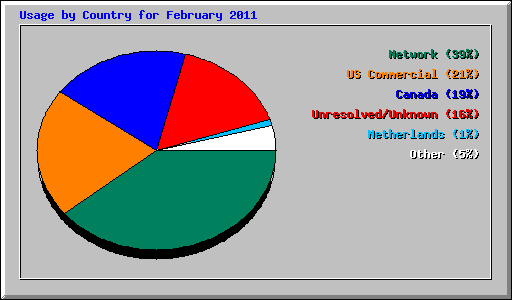 Usage by Country for February 2011
Network (39%)
US Commercial (21%)
Canada (19%)
Unresolved/Unknown (16%)
Netherlands (1%)
Other (5%)